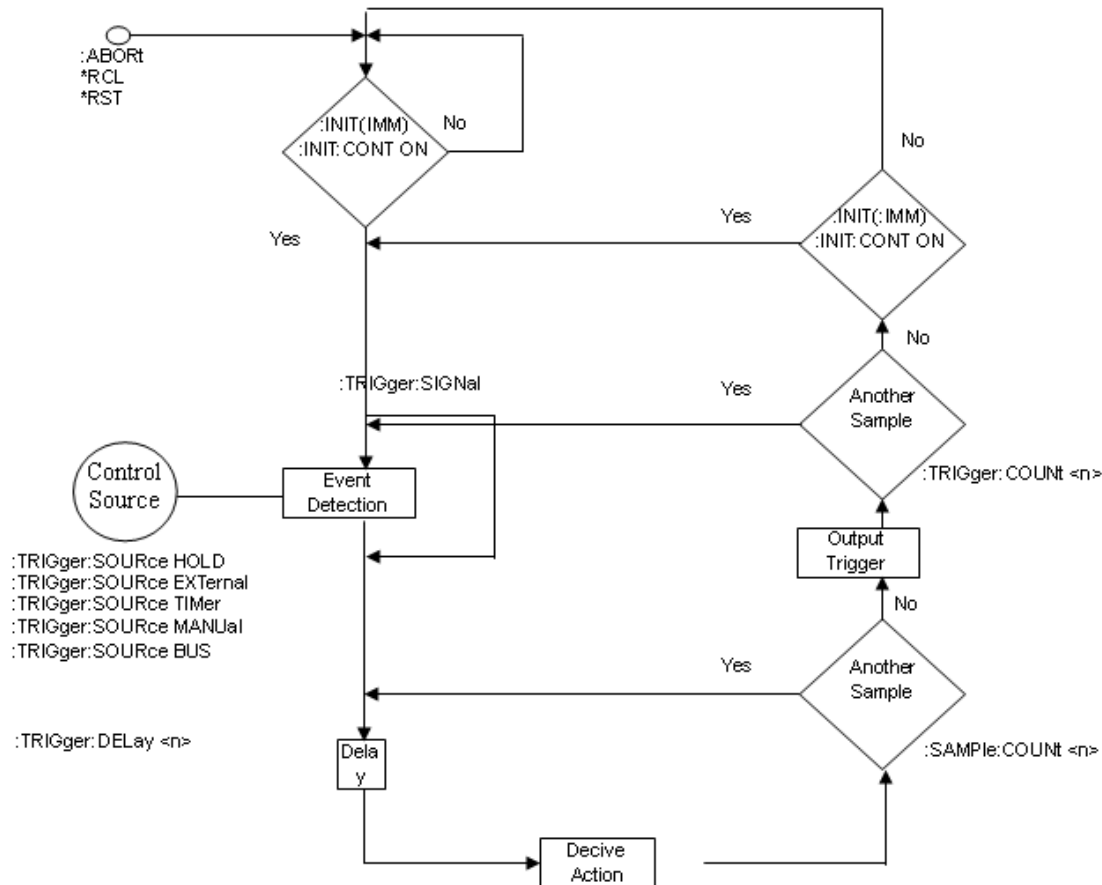 :ABORt
*RCL
*RST
:INIT(IMM)
:INIT:CONT ON
No
Yes
No
:INIT(:IMM)
:INIT:CONT ON
Yes
No
:TRIGger:SIGNal
Yes
Another
Sample
:TRIGger:COUNt <n>
Control
Source
Event
Detection
:TRIGger:SOURce HOLD
:TRIGger:SOURce EXTernal
:TRIGger:SOURce TIMer
:TRIGger:SOURce MANUal
:TRIGger:SOURce BUS
Output
Trigger
No
Yes
Another
Sample
:SAMPle:COUNt <n>
:TRIGger:DELay <n>
Dela
y
Decive
Action